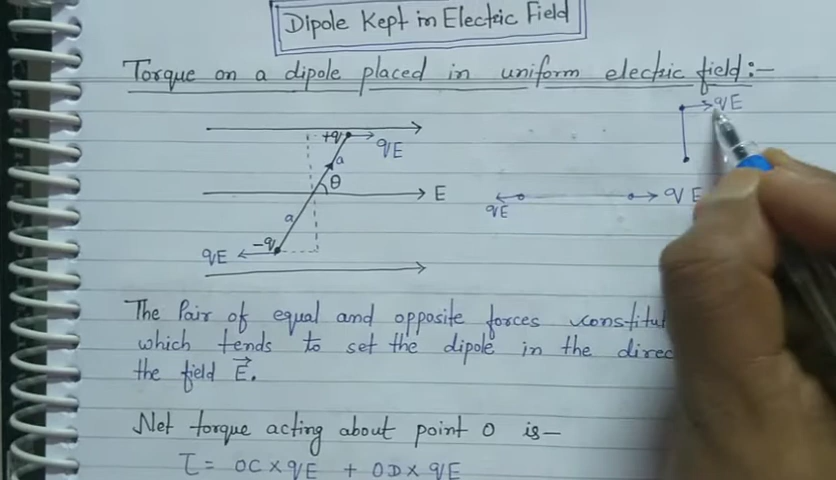 Dipole Kept in Electric Field
Torque on a dipole placed in uniform electric field:-
qE
+q
qE
a
θ
E
qE
qE
a
-q
qE
The Pair of equal and opposite forces
which tends to set the dipole in the
the field E⃗.
Net torque acting about point O is-
τ = OC × qE + OD × qE